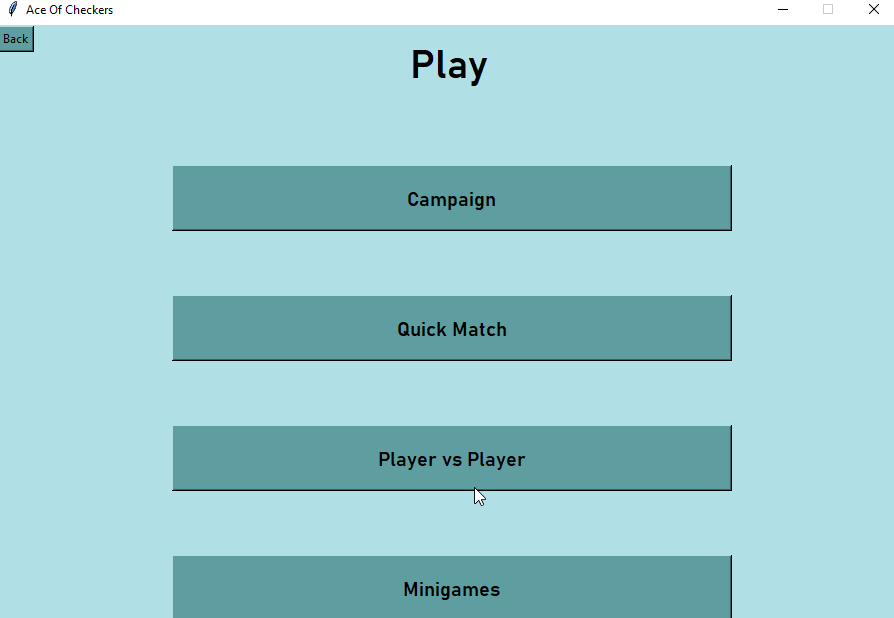 Ace Of Checkers
Back
Play
Campaign
Quick Match
Player vs Player
Minigames